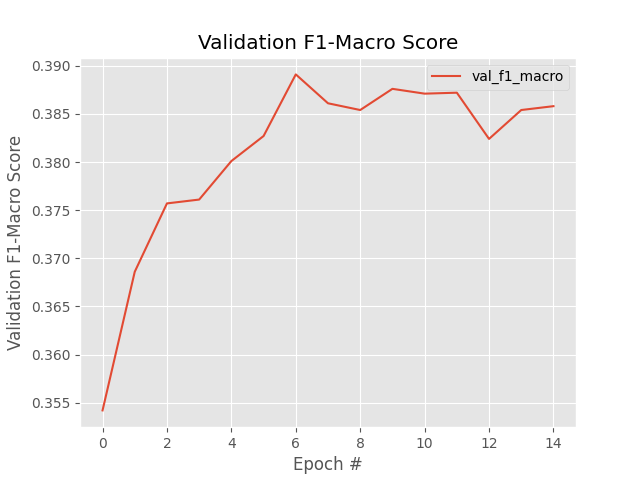 Validation F1-Macro Score
val_f1_macro
0.390
0.385
0.380
0.375
0.370
0.365
0.360
0.355
Validation F1-Macro Score
0 2 4 6 8 10 12 14
Epoch #